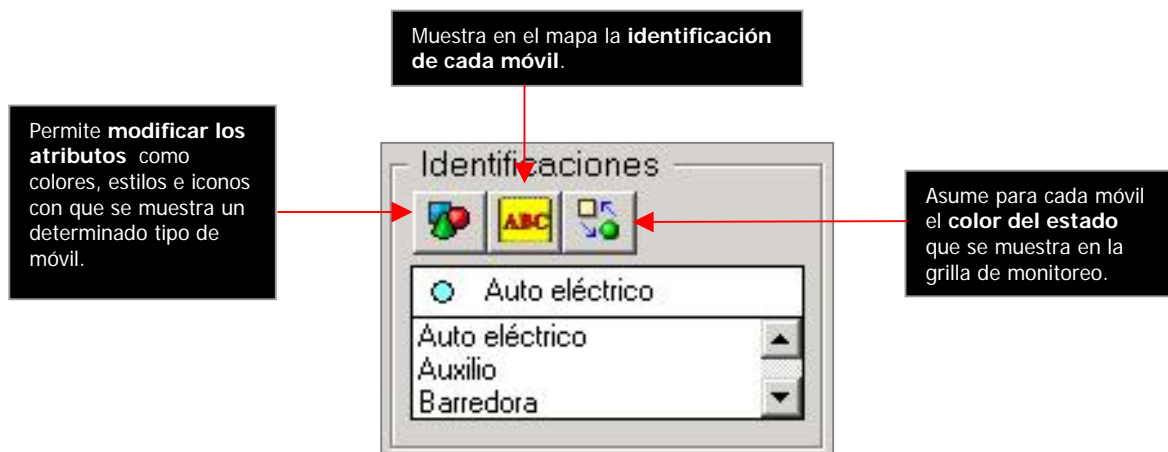 Muestra en el mapa la identificación
de cada móvil.
Permite modificar los
atributos como
colores, estilos e iconos
con que se muestra un
determinado tipo de
móvil.
Identificaciones
ABC
Asume para cada móvil
el color del estado
que se muestra en la
grilla de monitoreo.
Auto eléctrico
Auto eléctrico
Auxilio
Barredora